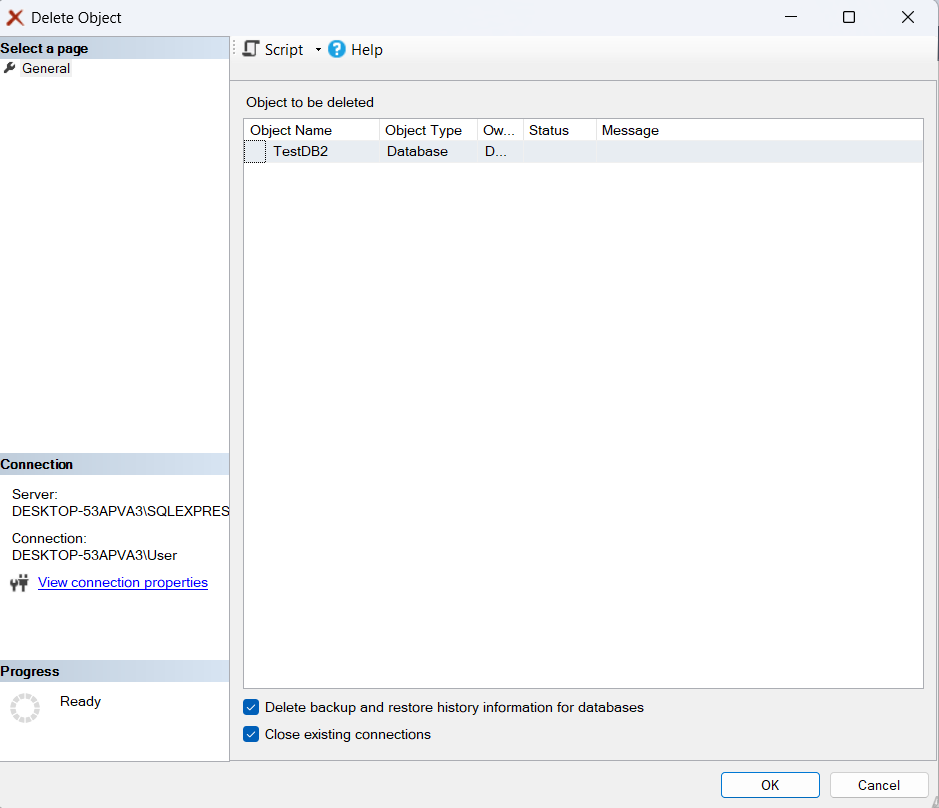 Delete Object
Select a page
General
Script
Help
Object to be deleted
Object Name Object Type Ow... Status Message
TestDB2 Database D...
Connection
Server:
DESKTOP-53APVA3\SQLEXPRES
Connection:
DESKTOP-53APVA3\User
View connection properties
Progress
Ready
Delete backup and restore history information for databases
Close existing connections
OK
Cancel